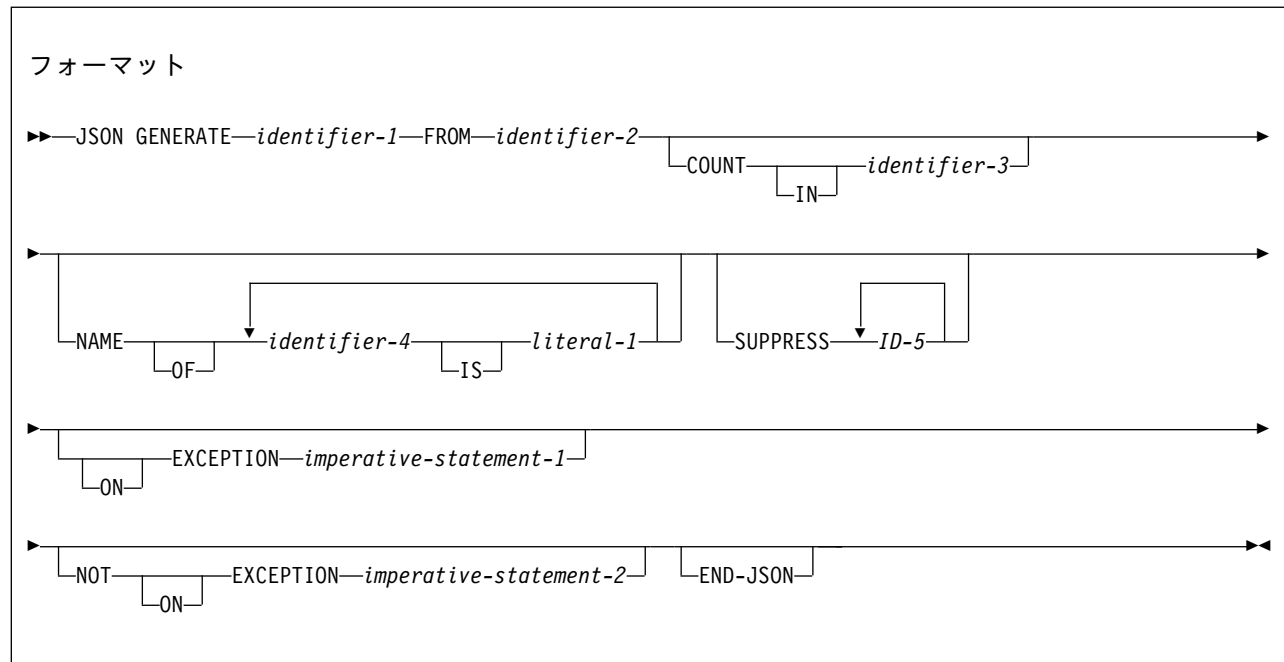 フォーマット
JSON GENERATE identifier-1 FROM identifier-2
COUNT identifier-3
IN
NAME identifier-4 literal-1 SUPPRESS ID-5
OF IS
EXCEPTION imperative-statement-1
ON
NOT EXCEPTION imperative-statement-2 END-JSON
ON